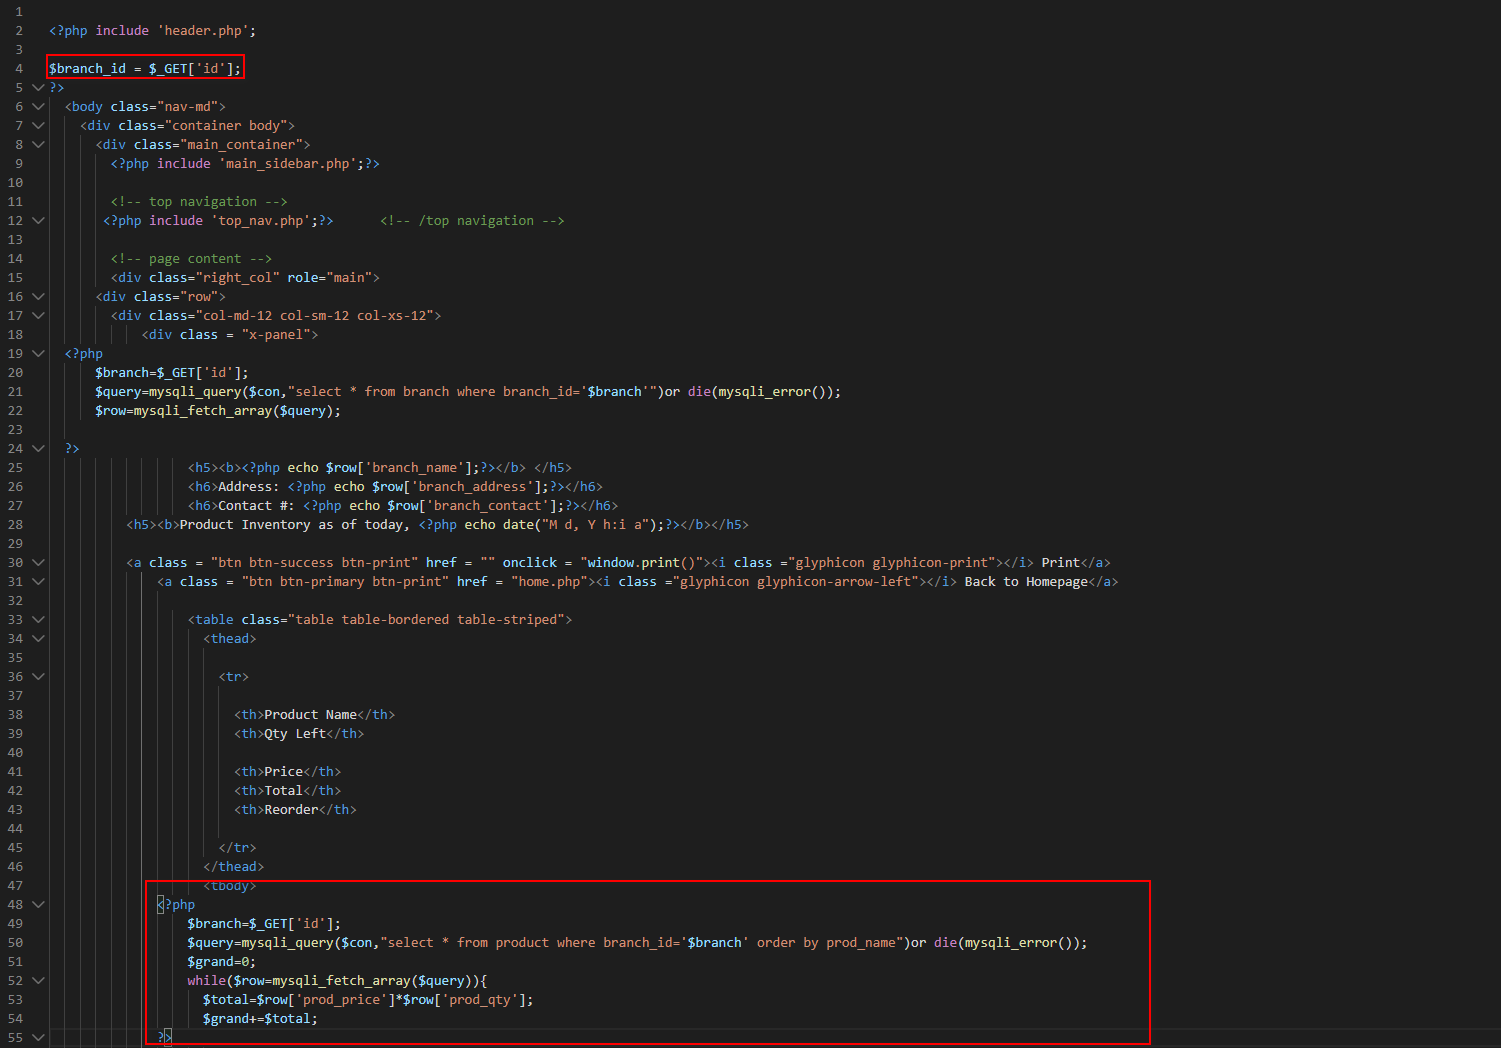 1
2 <?php include 'header.php';
3
4 $branch_id = $_GET['id'];
5 ?>
6 <body class="nav-md">
7 <div class="container body">
8 <div class="main_container">
9 <?php include 'main_sidebar.php';?>
10
11 <!-- top navigation -->
12 <?php include 'top_nav.php';?> <!-- /top navigation -->
13
14 <!-- page content -->
15 <div class="right_col" role="main">
16 <div class="row">
17 <div class="col-md-12 col-sm-12 col-xs-12">
18 <div class = "x-panel">
19 <?php
20 $branch=$_GET['id'];
21 $query=mysqli_query($con,"select * from branch where branch_id='$branch'")or die(mysqli_error());
22 $row=mysqli_fetch_array($query);
23
24 ?>
25 <h5><b><?php echo $row['branch_name'];?></b> </h5>
26 <h6>Address: <?php echo $row['branch_address'];?></h6>
27 <h6>Contact #: <?php echo $row['branch_contact'];?></h6>
28 <h5><b>Product Inventory as of today, <?php echo date("M d, Y h:i a");?></b></h5>
29
30 <a class = "btn btn-success btn-print" href = "" onclick = "window.print()"><i class ="glyphicon glyphicon-print"></i> Print</a>
31 <a class = "btn btn-primary btn-print" href = "home.php"><i class ="glyphicon glyphicon-arrow-left"></i> Back to Homepage</a>
32
33 <table class="table table-bordered table-striped">
34 <thead>
35
36 <tr>
37
38 <th>Product Name</th>
39 <th>Qty Left</th>
40
41 <th>Price</th>
42 <th>Total</th>
43 <th>Reorder</th>
44
45 </tr>
46 </thead>
47 <tbody>
48 <?php
49 $branch=$_GET['id'];
50 $query=mysqli_query($con,"select * from product where branch_id='$branch' order by prod_name")or die(mysqli_error());
51 $grand=0;
52 while($row=mysqli_fetch_array($query)){
53 $total=$row['prod_price']*$row['prod_qty'];
54 $grand+=$total;
55 ?>